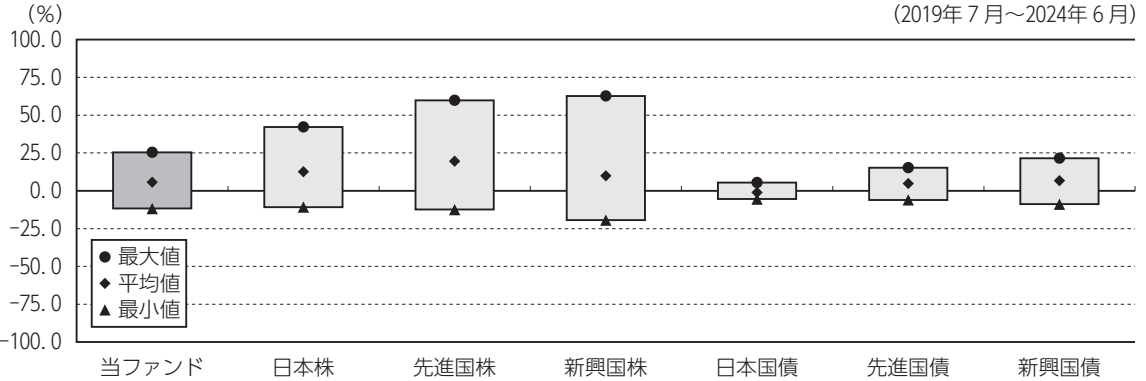 (%)
(2019年7月～2024年6月)
100.0
75.0
50.0
25.0
0.0
-25.0
-50.0
-75.0
-100.0
最大値
平均値
最小値
当ファンド 日本株 先進国株 新興国株 日本国債 先進国債 新興国債